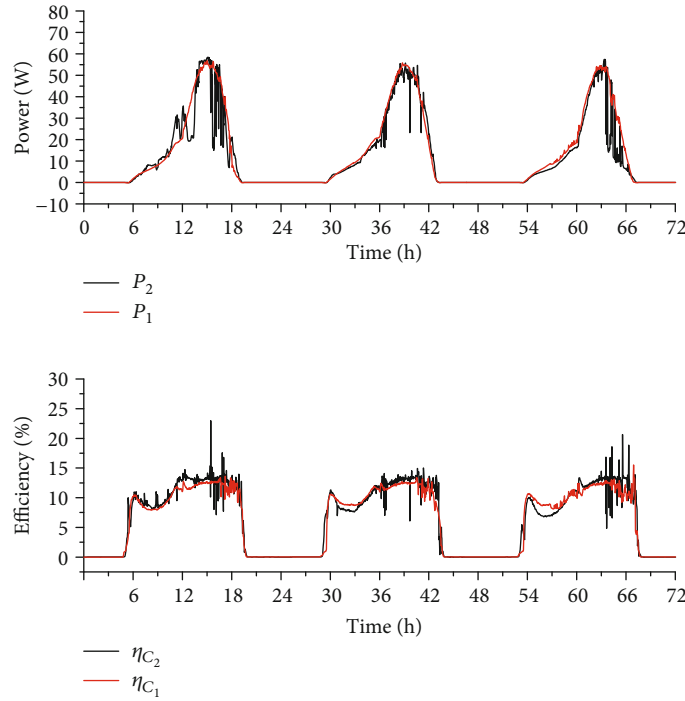 80
70
60
50
40
30
20
10
0
−10
Power (W)
0 6 12 18 24 30 36 42 48 54 60 66 72
Time (h)
P2
P1
30
25
20
15
10
5
0
Efficiency (%)
6 12 18 24 30 36 42 48 54 60 66 72
Time (h)
ηC2
ηC1